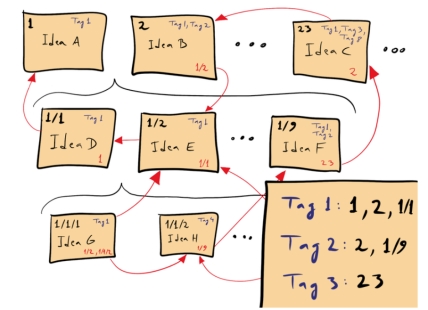 1
Tag 1
Idea A
2
Tag 1, Tag 2
Idea B
1/2
23
Tag 1, Tag 3,
Tag 8
Idea C
2
1/1
Tag 1
Idea D
1
1/2
Tag 1
Idea E
1/1
1/9
Tag 1,
Tag 2
Idea F
23
1/1/1
Tag 1
Idea G
1/2, 1/1/2
1/1/2
Tag 4
Idea H
1/9
Tag 1: 1, 2, 1/1
Tag 2: 2, 1/9
Tag 3: 23